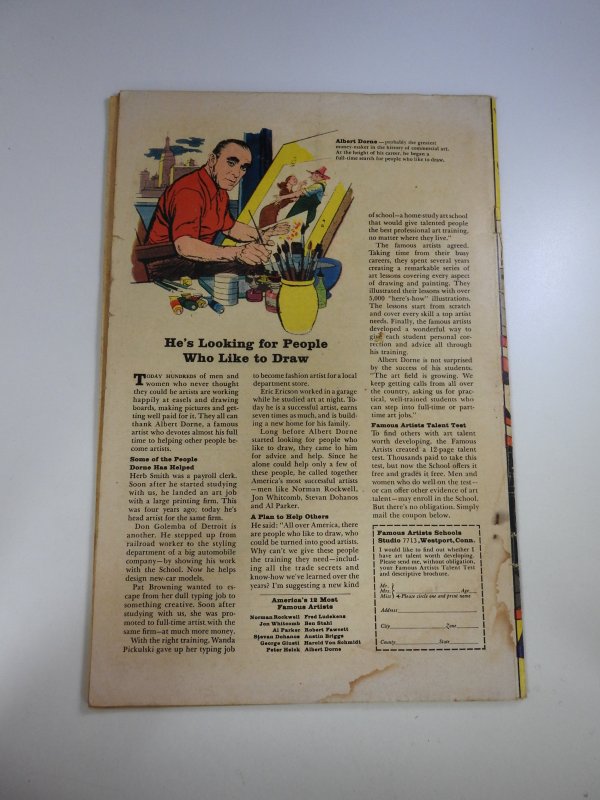 Albert Dorne—probably the greatest
money-maker in the history of commercial art.
At the height of his career, he began a
full-time search for people who like to draw.
He's Looking for People
Who Like to Draw
TODAY HUNDREDS of men and
women who never thought
they could be artists are working
happily at easels and drawing
boards, making pictures and get-
ting well paid for it. They all can
thank Albert Dorne, a famous
artist who devotes almost his full
time to helping other people be-
come artists.
Some of the People
Dorne Has Helped
Herb Smith was a payroll clerk.
Soon after he started studying
with us, he landed an art job
with a large printing firm. This
was four years ago; today he's
head artist for the same firm.
Don Golemba of Detroit is
another. He stepped up from
railroad worker to the styling
department of a big automobile
company—by showing his work
with the School. Now he helps
design new-car models.
Pat Browning wanted to es-
cape from her dull typing job to
something creative. Soon after
studying with us, she was pro-
moted to full-time artist with the
same firm—at much more money.
With the right training, Wanda
Pickulski gave up her typing job
to become fashion artist for a local
department store.
Eric Ericson worked in a garage
while he studied art at night. To-
day he is a successful artist, earns
seven times as much, and is build-
ing a new home for his family.
Long before Albert Dorne
started looking for people who
like to draw, they came to him
for advice and help. Since he
alone could help only a few of
these people, he called together
America's most successful artists
—men like Norman Rockwell,
Jon Whitcomb, Stevan Dohanos
and Al Parker.
A Plan to Help Others
He said: "All over America, there
are people who like to draw, who
could be turned into good artists.
Why can't we give these people
the training they need—includ-
ing all the trade secrets and
know-how we've learned over the
years? I'm suggesting a new kind
America's 12 Most
Famous Artists
Norman Rockwell Fred Ludekens
Jon Whitcomb Ben Stahl
Al Parker Robert Fawcett
Stevan Dohanos Austin Briggs
George Giusti Harold Von Schmidt
Peter Helck Albert Dorne
of school—a home-study art school
that would give talented people
the best professional art training,
no matter where they live."
The famous artists agreed.
Taking time from their busy
careers, they spent several years
creating a remarkable series of
art lessons covering every aspect
of drawing and painting. They
illustrated their lessons with over
5,000 "here's-how" illustrations.
The lessons start from scratch
and cover every skill a top artist
needs. Finally, the famous artists
developed a wonderful way to
give each student personal cor-
rection and advice all through
his training.
Albert Dorne is not surprised
by the success of his students.
"The art field is growing. We
keep getting calls from all over
the country, asking us for prac-
tical, well-trained students who
can step into full-time or part-
time art jobs."
Famous Artists Talent Test
To find others with art talent
worth developing, the Famous
Artists created a 12-page talent
test. Thousands paid to take this
test, but now the School offers it
free and grades it free. Men and
women who do well on the test—
or can offer other evidence of art
talent—may enroll in the School.
But there's no obligation. Simply
mail the coupon below.
Famous Artists Schools
Studio 7713, Westport, Conn.
I would like to find out whether I
have art talent worth developing.
Please send me, without obligation,
your Famous Artists Talent Test
and descriptive brochure.
Mr.
Mrs. Age
Miss Please circle one and print name
Address
City Zone
County State